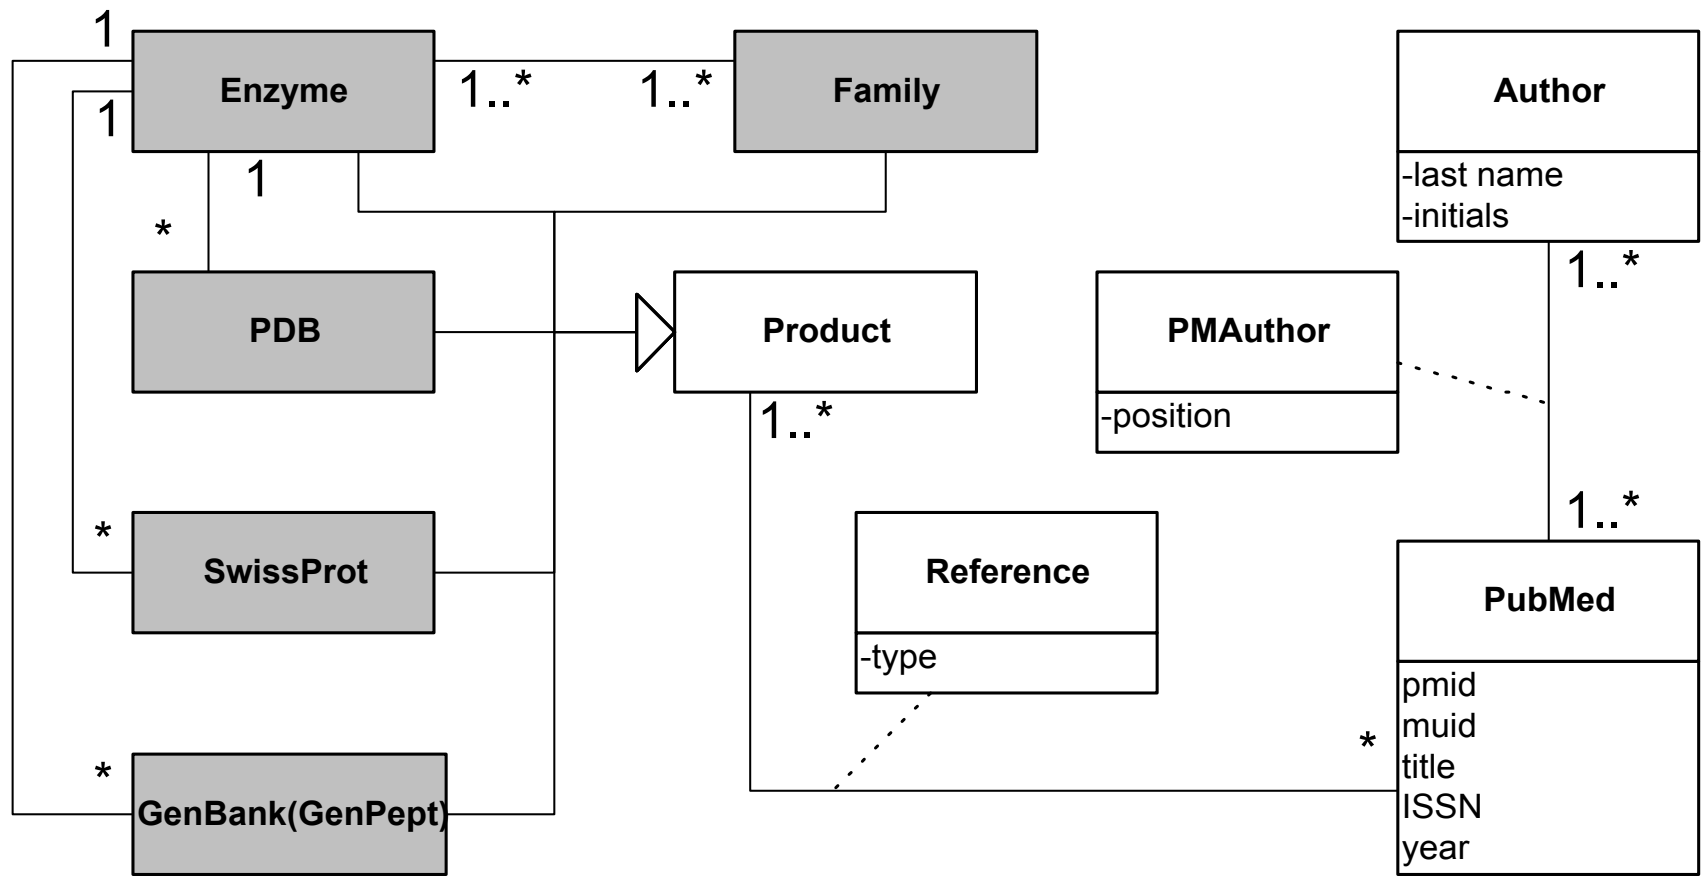 1
Enzyme
1
1
1..*
1..*
Family
Author
-last name
-initials
1..*
*
PDB
Product
1..*
PMAuthor
-position
1..*
*
SwissProt
Reference
-type
PubMed
pmid
muid
title
ISSN
year
*
*
GenBank(GenPept)